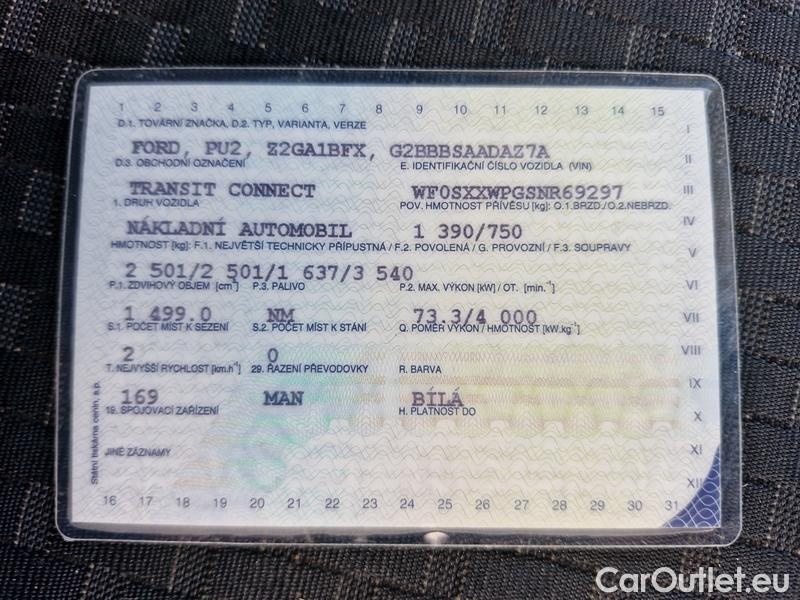 1 2 3 4 5 6 7 8 9 10 11 12 13 14 15
D.1. TOVÁRNÍ ZNAČKA, D.2. TYP, VARIANTA, VERZE
I
FORD, PU2, Z2GA1BFX, G2BBBSAADAZ7A
D.3. OBCHODNÍ OZNAČENÍ E. IDENTIFIKAČNÍ ČÍSLO VOZIDLA (VIN)
II
TRANSIT CONNECT WF0SXXWPGSNR69297
III
1. DRUH VOZIDLA POV. HMOTNOST PŘÍVĚSU [kg]: O.1.BRZD./O.2.NEBRZD.
NÁKLADNÍ AUTOMOBIL 1 390/750
IV
HMOTNOST [kg]: F.1. NEJVĚTŠÍ TECHNICKY PŘÍPUSTNÁ / F.2. POVOLENÁ / G. PROVOZNÍ / F.3. SOUPRAVY
V
2 501/2 501/1 637/3 540
P.1. ZDVIHOVÝ OBJEM [cm³] P.3. PALIVO P.2. MAX. VÝKON [kW] / OT. [min.⁻¹]
VI
1 499.0 NM 73.3/4 000
VII
S.1. POČET MÍST K SEZENÍ S.2. POČET MÍST K STÁNÍ Q. POMĚR VÝKON / HMOTNOST [kW.kg⁻¹]
2 0
VIII
T. NEJVYŠŠÍ RYCHLOST [km.h⁻¹] 29. ŘAZENÍ PŘEVODOVKY R. BARVA
IX
169 MAN BÍLÁ
19. SPOJOVACÍ ZAŘÍZENÍ H. PLATNOST DO
X
JINÉ ZÁZNAMY
XI
XII
Státní tiskárna cenin, s.p.
16 17 18 19 20 21 22 23 24 25 26 27 28 29 30 31
CarOutlet.eu